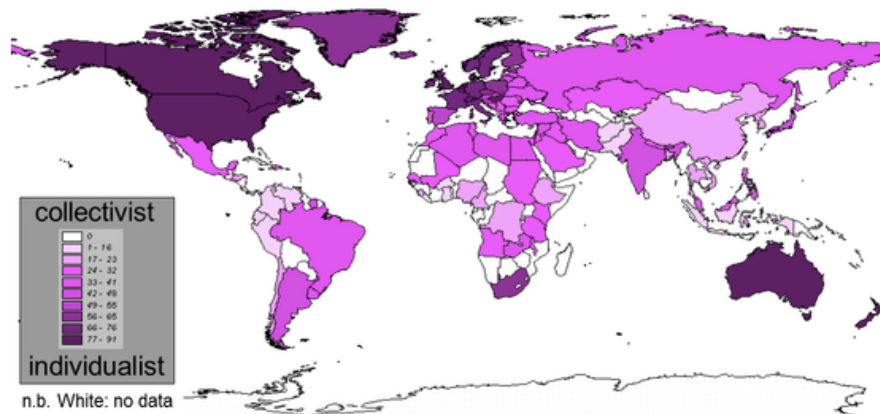 collectivist
0
1 - 16
17 - 23
24 - 32
33 - 41
42 - 48
49 - 55
56 - 65
66 - 76
77 - 91
individualist
n.b. White: no data